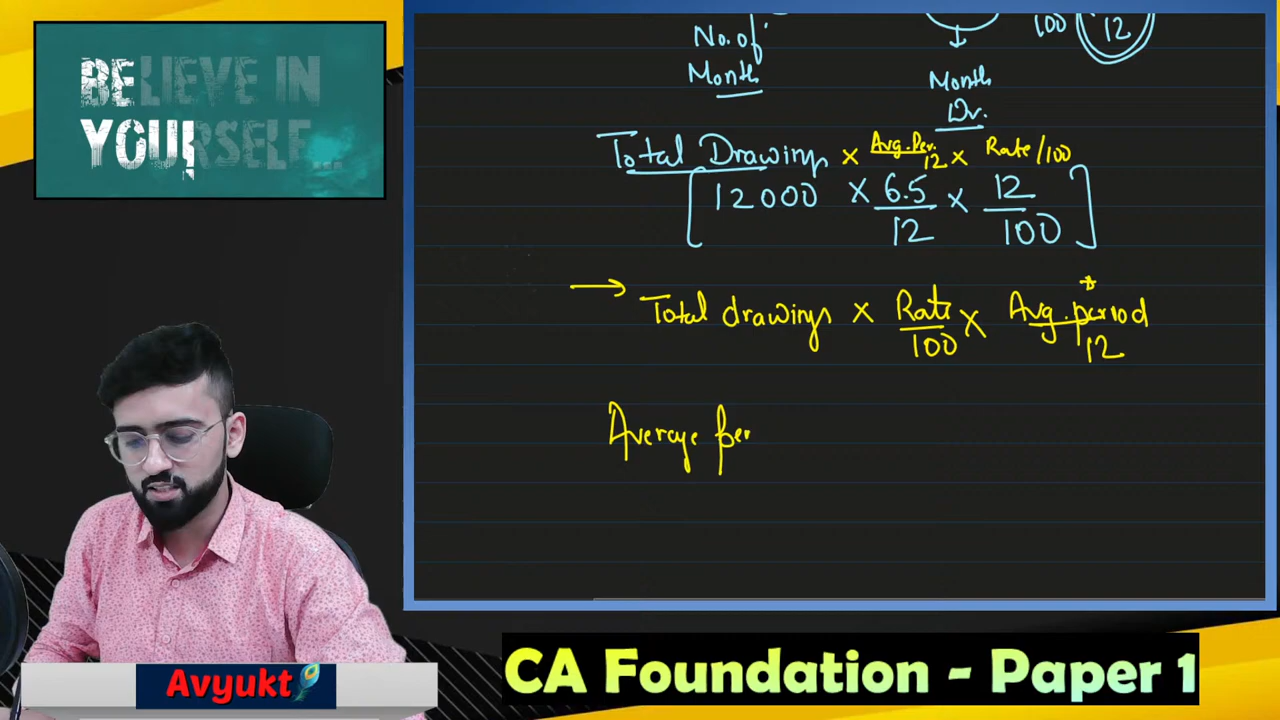 BELIEVE IN
YOURSELF...
No. of
Month
Month
Dr.
100 12
Total Drawings × Avg. Per. 12 × Rate/100
[12000 × 6.5/12 × 12/100]
→ Total drawings × Rate/100 × Avg. period*/12
Average per
Avyukt
CA Foundation - Paper 1